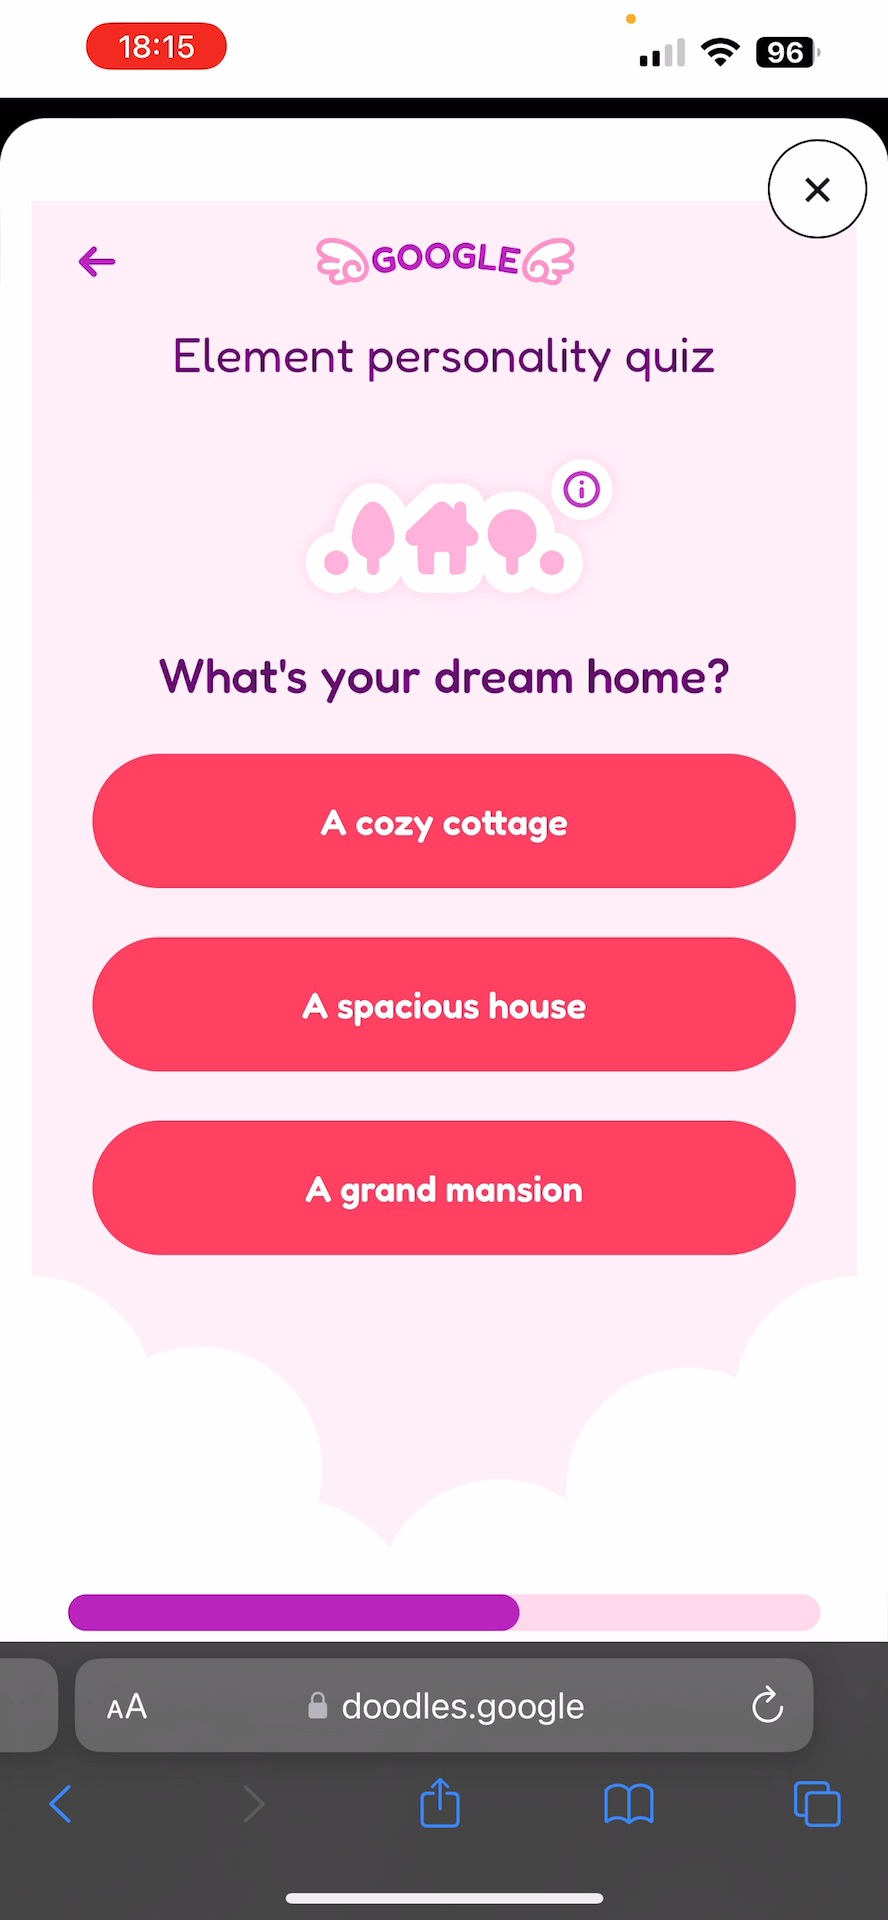 18:15
96
GOOGLE
Element personality quiz
What's your dream home?
A cozy cottage
A spacious house
A grand mansion
AA
doodles.google